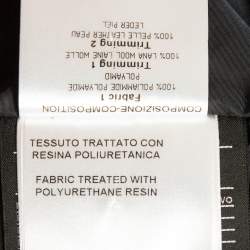 COMPOSIZIONE-COMPOSITION
Fabric 1
100% POLIAMMIDE POLYAMIDE
POLYAMID
Trimming 1
100% LANA WOOL LAINE WOLLE
Trimming 2
100% PELLE LEATHER PEAU
LEDER PIEL
TESSUTO TRATTATO CON
RESINA POLIURETANICA
FABRIC TREATED WITH
POLYURETHANE RESIN